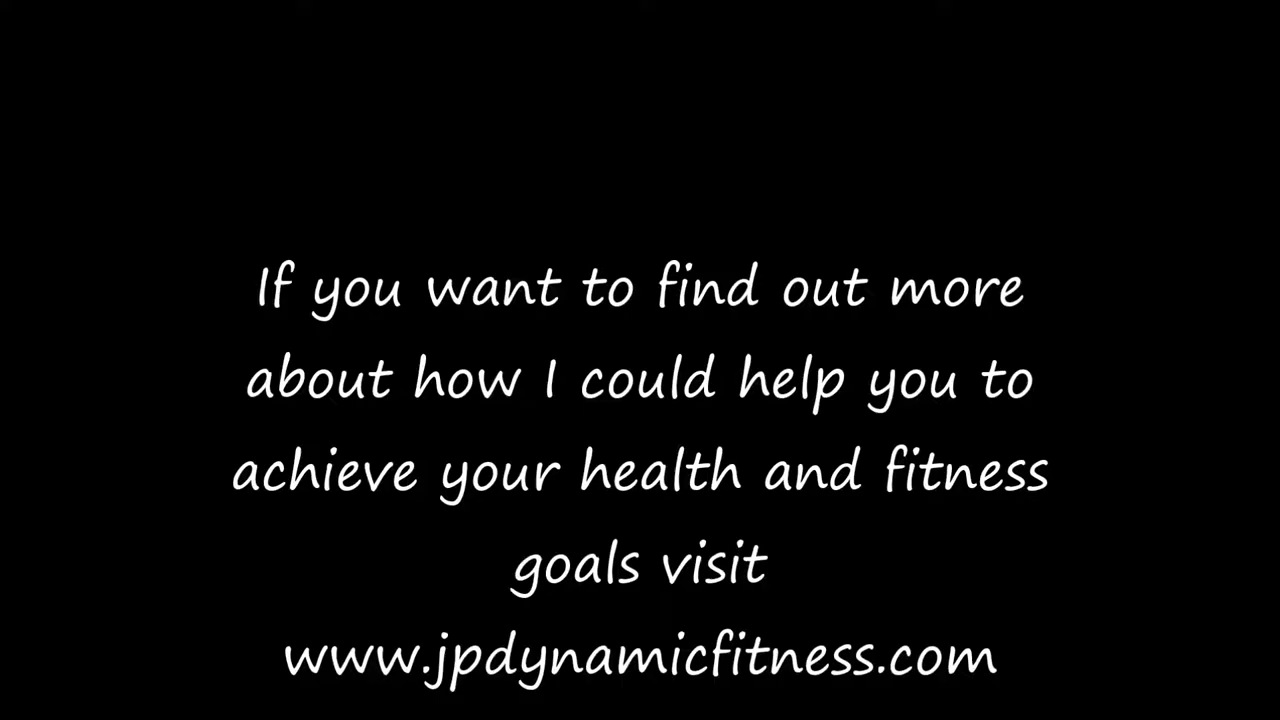 If you want to find out more
about how I could help you to
achieve your health and fitness
goals visit
www.jpdynamicfitness.com